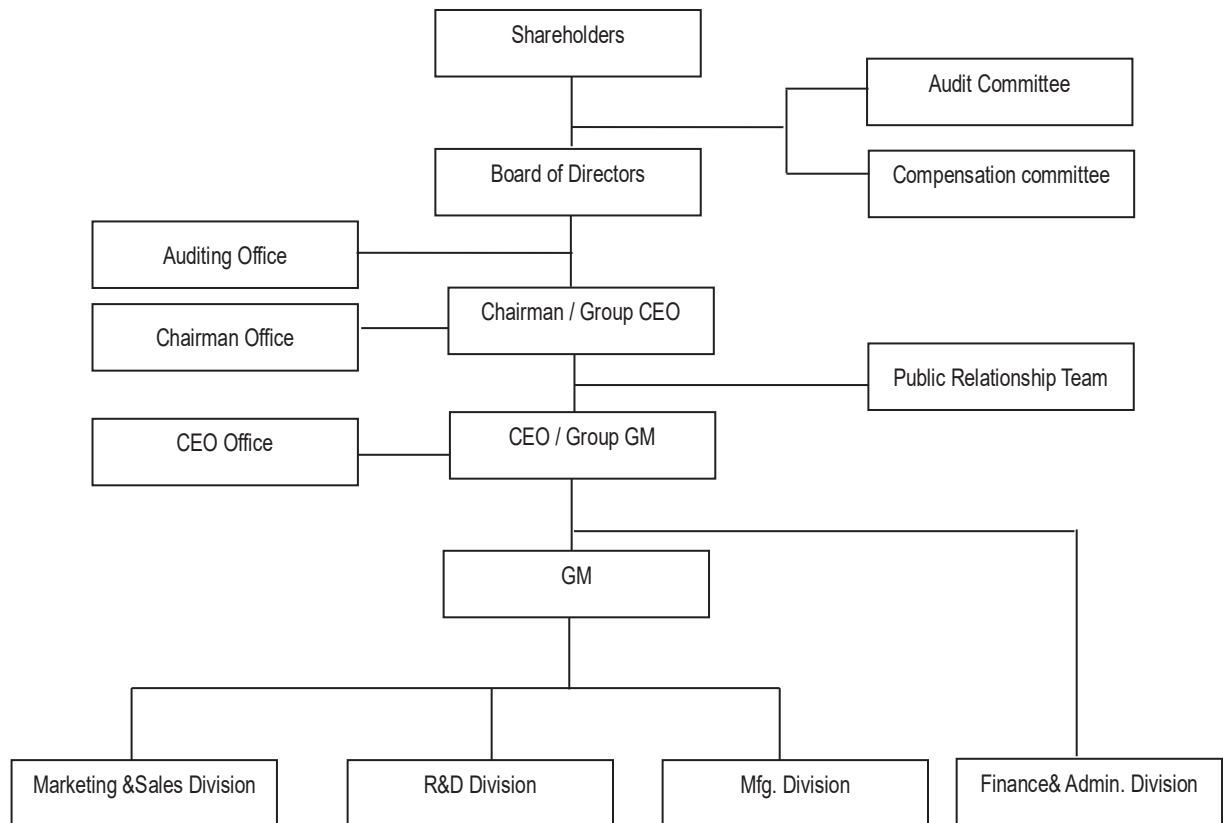 Shareholders
Audit Committee
Board of Directors
Compensation committee
Auditing Office
Chairman / Group CEO
Chairman Office
Public Relationship Team
CEO / Group GM
CEO Office
GM
Marketing &Sales Division
R&D Division
Mfg. Division
Finance& Admin. Division